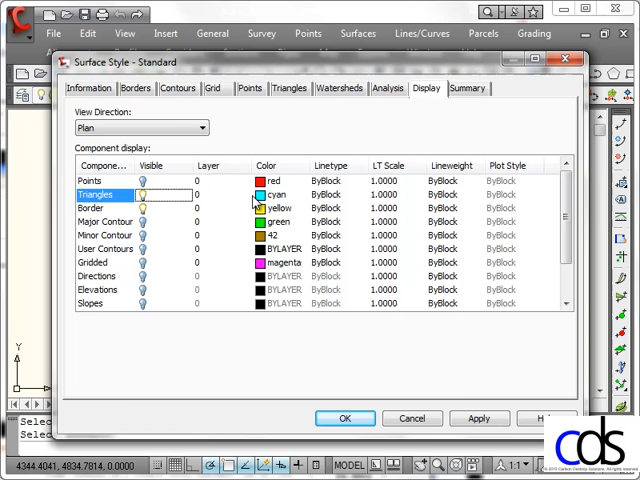 File Edit View Insert General Survey Points Surfaces Lines/Curves Parcels Grading
Surface Style - Standard
Information Borders Contours Grid Points Triangles Watersheds Analysis Display Summary
View Direction:
Plan
Component display:
Compone... Visible Layer Color Linetype LT Scale Lineweight Plot Style
Points 0 red ByBlock 1.0000 ByBlock ByBlock
Triangles 0 cyan ByBlock 1.0000 ByBlock ByBlock
Border 0 yellow ByBlock 1.0000 ByBlock ByBlock
Major Contour 0 green ByBlock 1.0000 ByBlock ByBlock
Minor Contour 0 42 ByBlock 1.0000 ByBlock ByBlock
User Contours 0 BYLAYER ByBlock 1.0000 ByBlock ByBlock
Gridded 0 magenta ByBlock 1.0000 ByBlock ByBlock
Directions 0 BYLAYER ByBlock 1.0000 ByBlock ByBlock
Elevations 0 BYLAYER ByBlock 1.0000 ByBlock ByBlock
Slopes 0 BYLAYER ByBlock 1.0000 ByBlock ByBlock
OK Cancel Apply
Y
X
Selec
Selec
cds
4344.4041, 4834.7814, 0.0000 MODEL 1:1